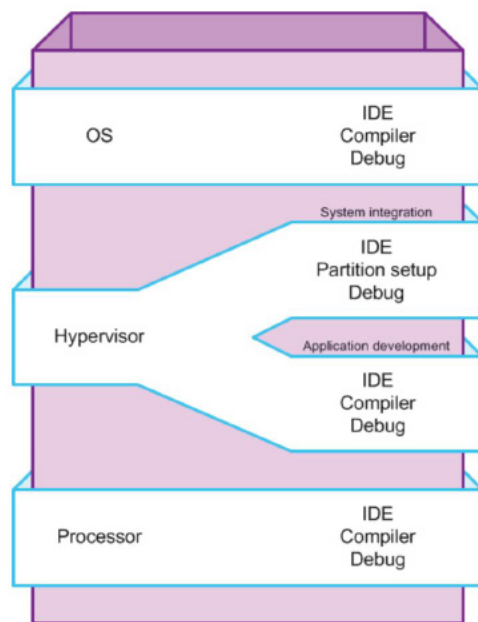 OS
IDE
Compiler
Debug
System integration
IDE
Partition setup
Debug
Hypervisor
Application development
IDE
Compiler
Debug
Processor
IDE
Compiler
Debug